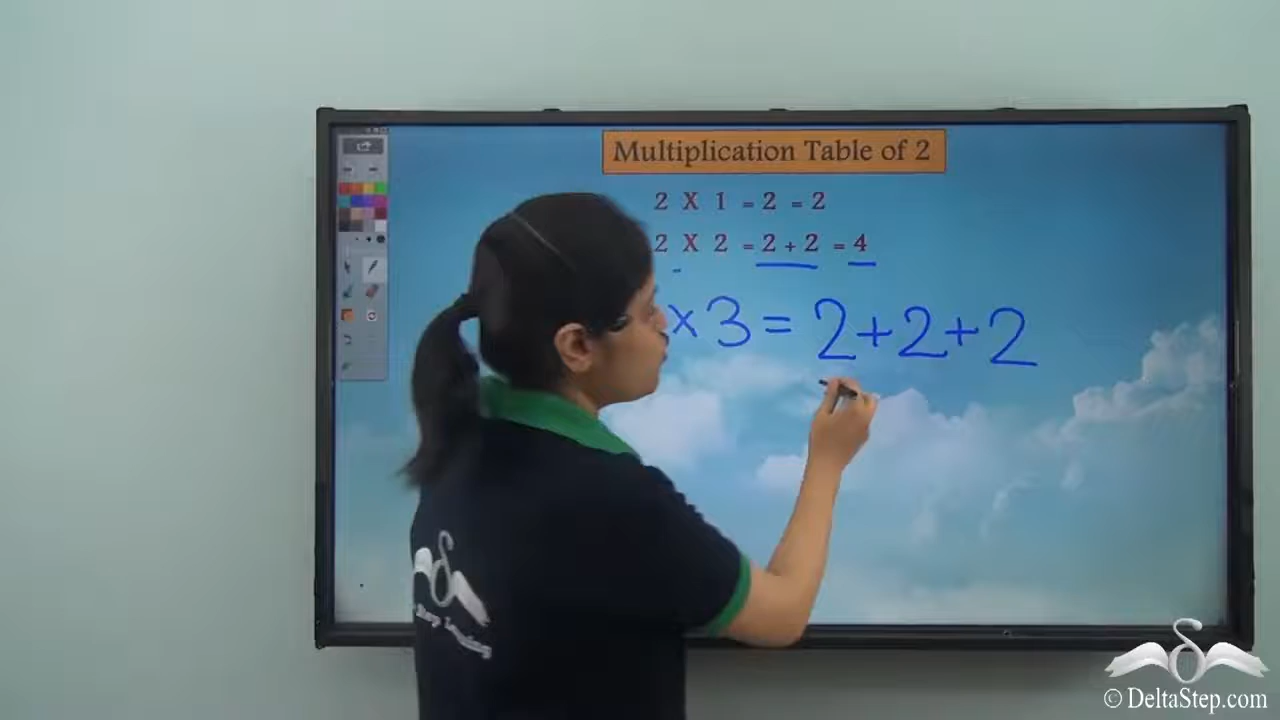 Multiplication Table of 2
2 X 1 = 2 = 2
2 X 2 = 2 + 2 = 4
× 3 = 2 + 2 + 2
© DeltaStep.com